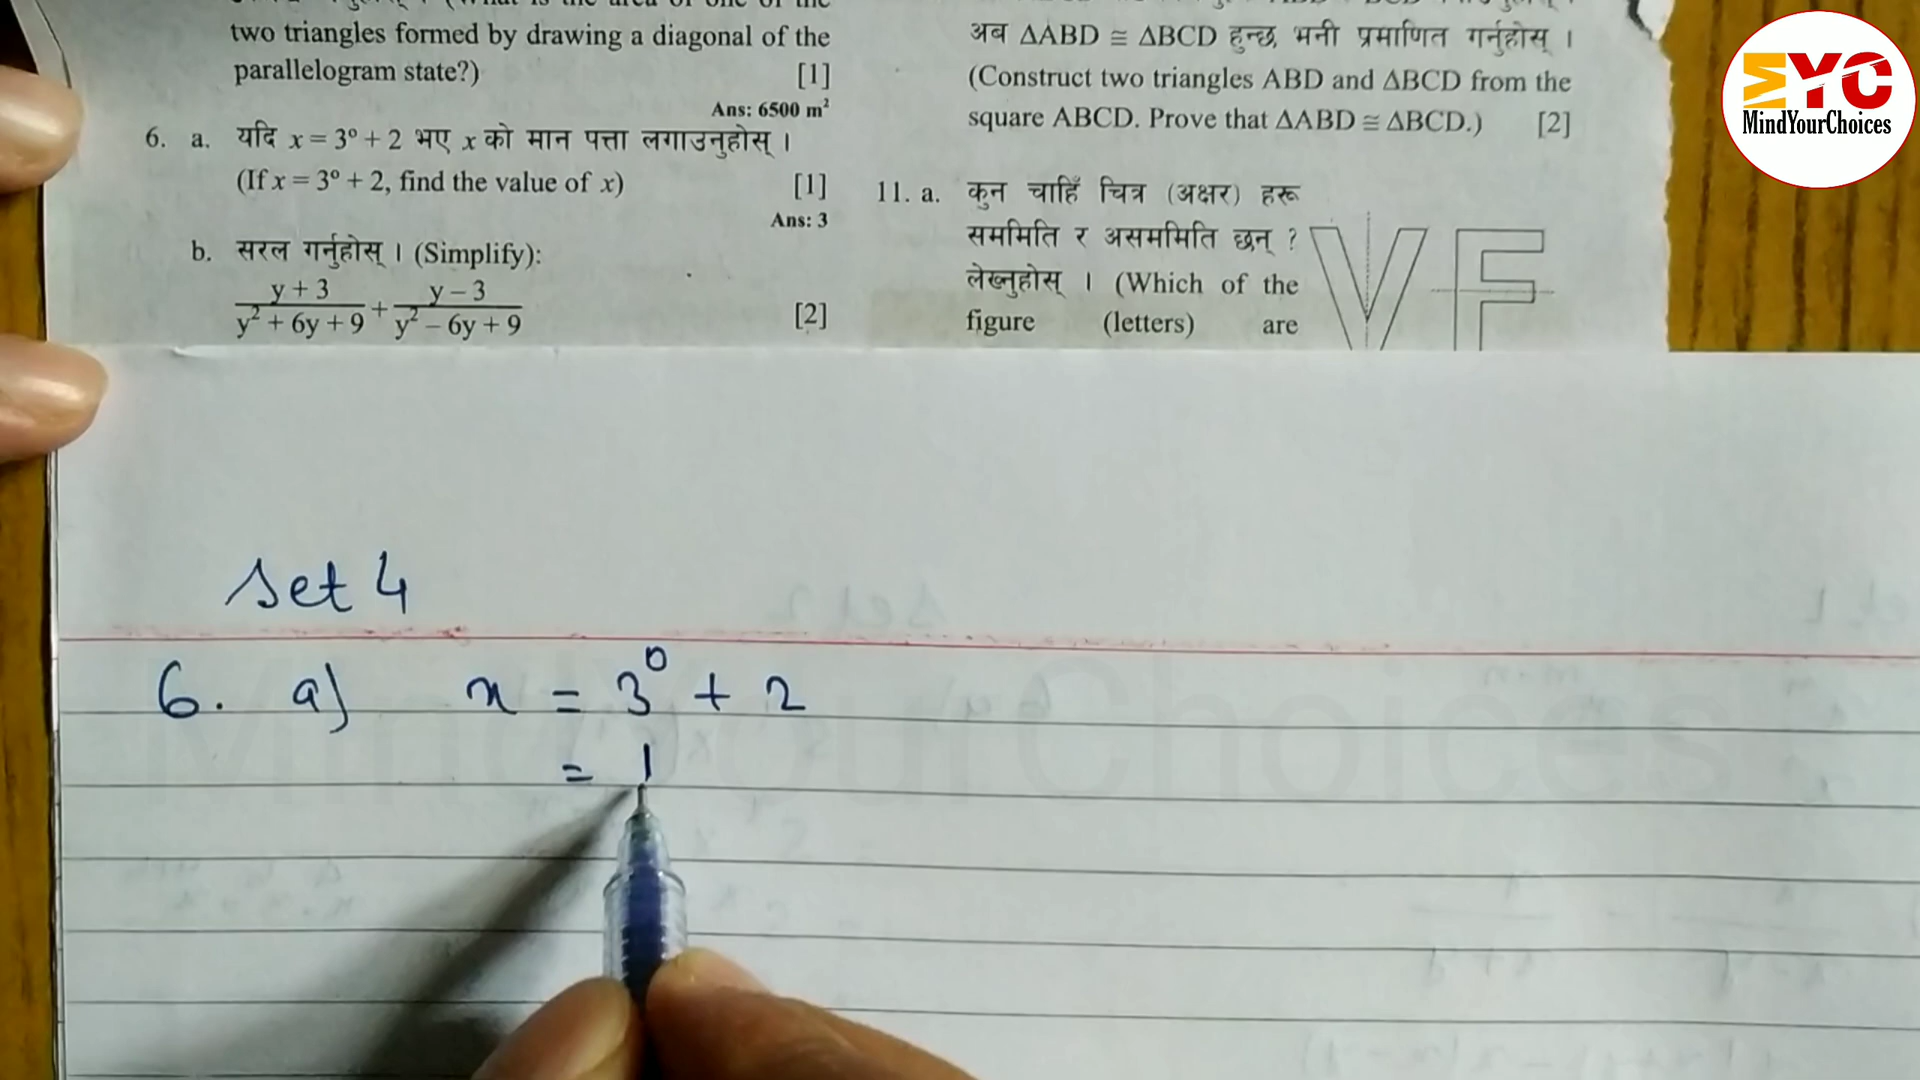 two triangles formed by drawing a diagonal of the
parallelogram state?) [1]
Ans: 6500 m²
6. a. यदि x = 3⁰ + 2 भए x को मान पत्ता लगाउनुहोस् ।
(If x = 3⁰ + 2, find the value of x) [1]
Ans: 3
b. सरल गर्नुहोस् । (Simplify):
y + 3 / y² + 6y + 9 + y – 3 / y² – 6y + 9 [2]
अब ΔABD ≅ ΔBCD हुन्छ भनी प्रमाणित गर्नुहोस् ।
(Construct two triangles ABD and ΔBCD from the
square ABCD. Prove that ΔABD ≅ ΔBCD.) [2]
11. a. कुन चाहिँ चित्र (अक्षर) हरू
सममिति र असममिति छन् ?
लेख्नुहोस् । (Which of the
figure (letters) are
VF
MYC
MindYourChoices
Set 4
6. a) x = 3⁰ + 2
= 1
MindYourChoices